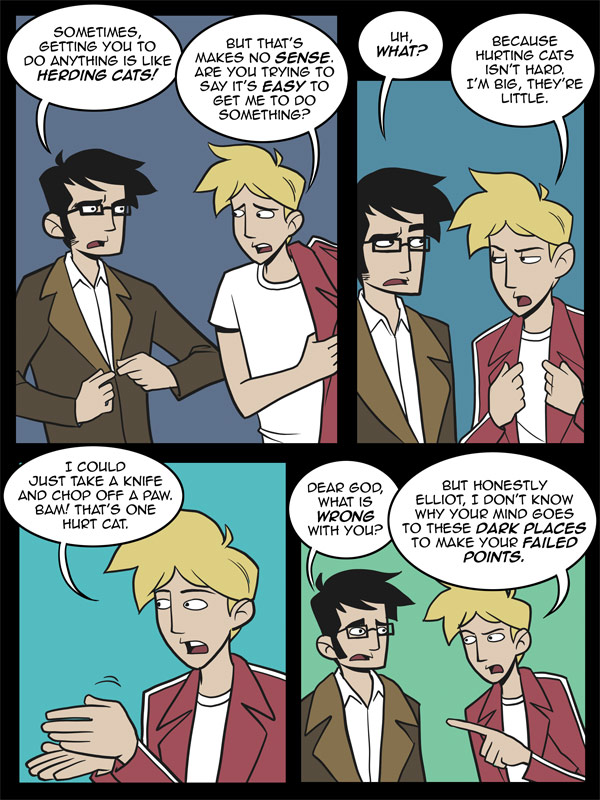 SOMETIMES,
GETTING YOU TO
DO ANYTHING IS LIKE
HERDING CATS!
BUT THAT'S
MAKES NO SENSE.
ARE YOU TRYING TO
SAY IT'S EASY TO
GET ME TO DO
SOMETHING?
UH,
WHAT?
BECAUSE
HURTING CATS
ISN'T HARD.
I'M BIG, THEY'RE
LITTLE.
I COULD
JUST TAKE A KNIFE
AND CHOP OFF A PAW.
BAM! THAT'S ONE
HURT CAT.
DEAR GOD,
WHAT IS
WRONG
WITH YOU?
BUT HONESTLY
ELLIOT, I DON'T KNOW
WHY YOUR MIND GOES
TO THESE DARK PLACES
TO MAKE YOUR FAILED
POINTS.